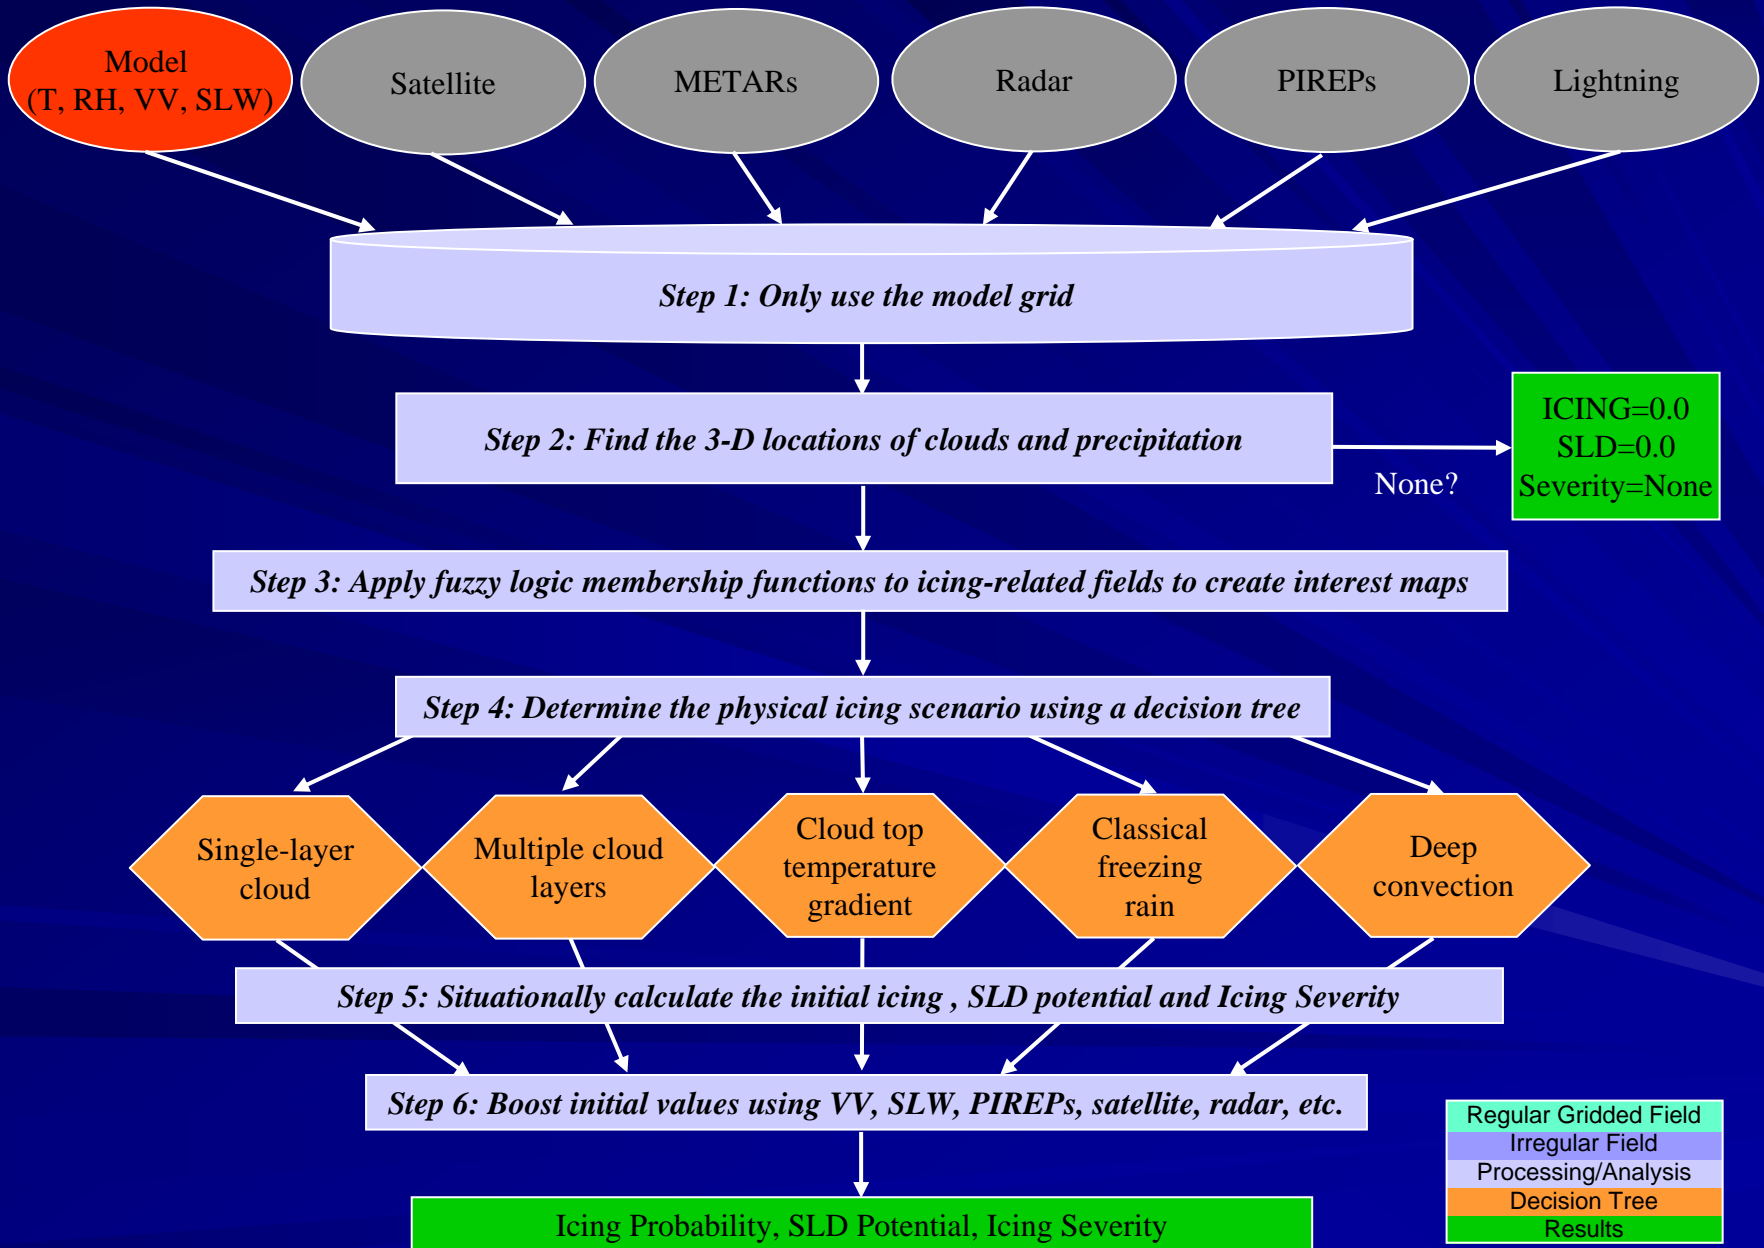 Model
(T, RH, VV, SLW)
Satellite
METARs
Radar
PIREPs
Lightning
Step 1: Only use the model grid
Step 2: Find the 3-D locations of clouds and precipitation
None?
ICING=0.0
SLD=0.0
Severity=None
Step 3: Apply fuzzy logic membership functions to icing-related fields to create interest maps
Step 4: Determine the physical icing scenario using a decision tree
Single-layer
cloud
Multiple cloud
layers
Cloud top
temperature
gradient
Classical
freezing
rain
Deep
convection
Step 5: Situationally calculate the initial icing , SLD potential and Icing Severity
Step 6: Boost initial values using VV, SLW, PIREPs, satellite, radar, etc.
Icing Probability, SLD Potential, Icing Severity
Regular Gridded Field
Irregular Field
Processing/Analysis
Decision Tree
Results